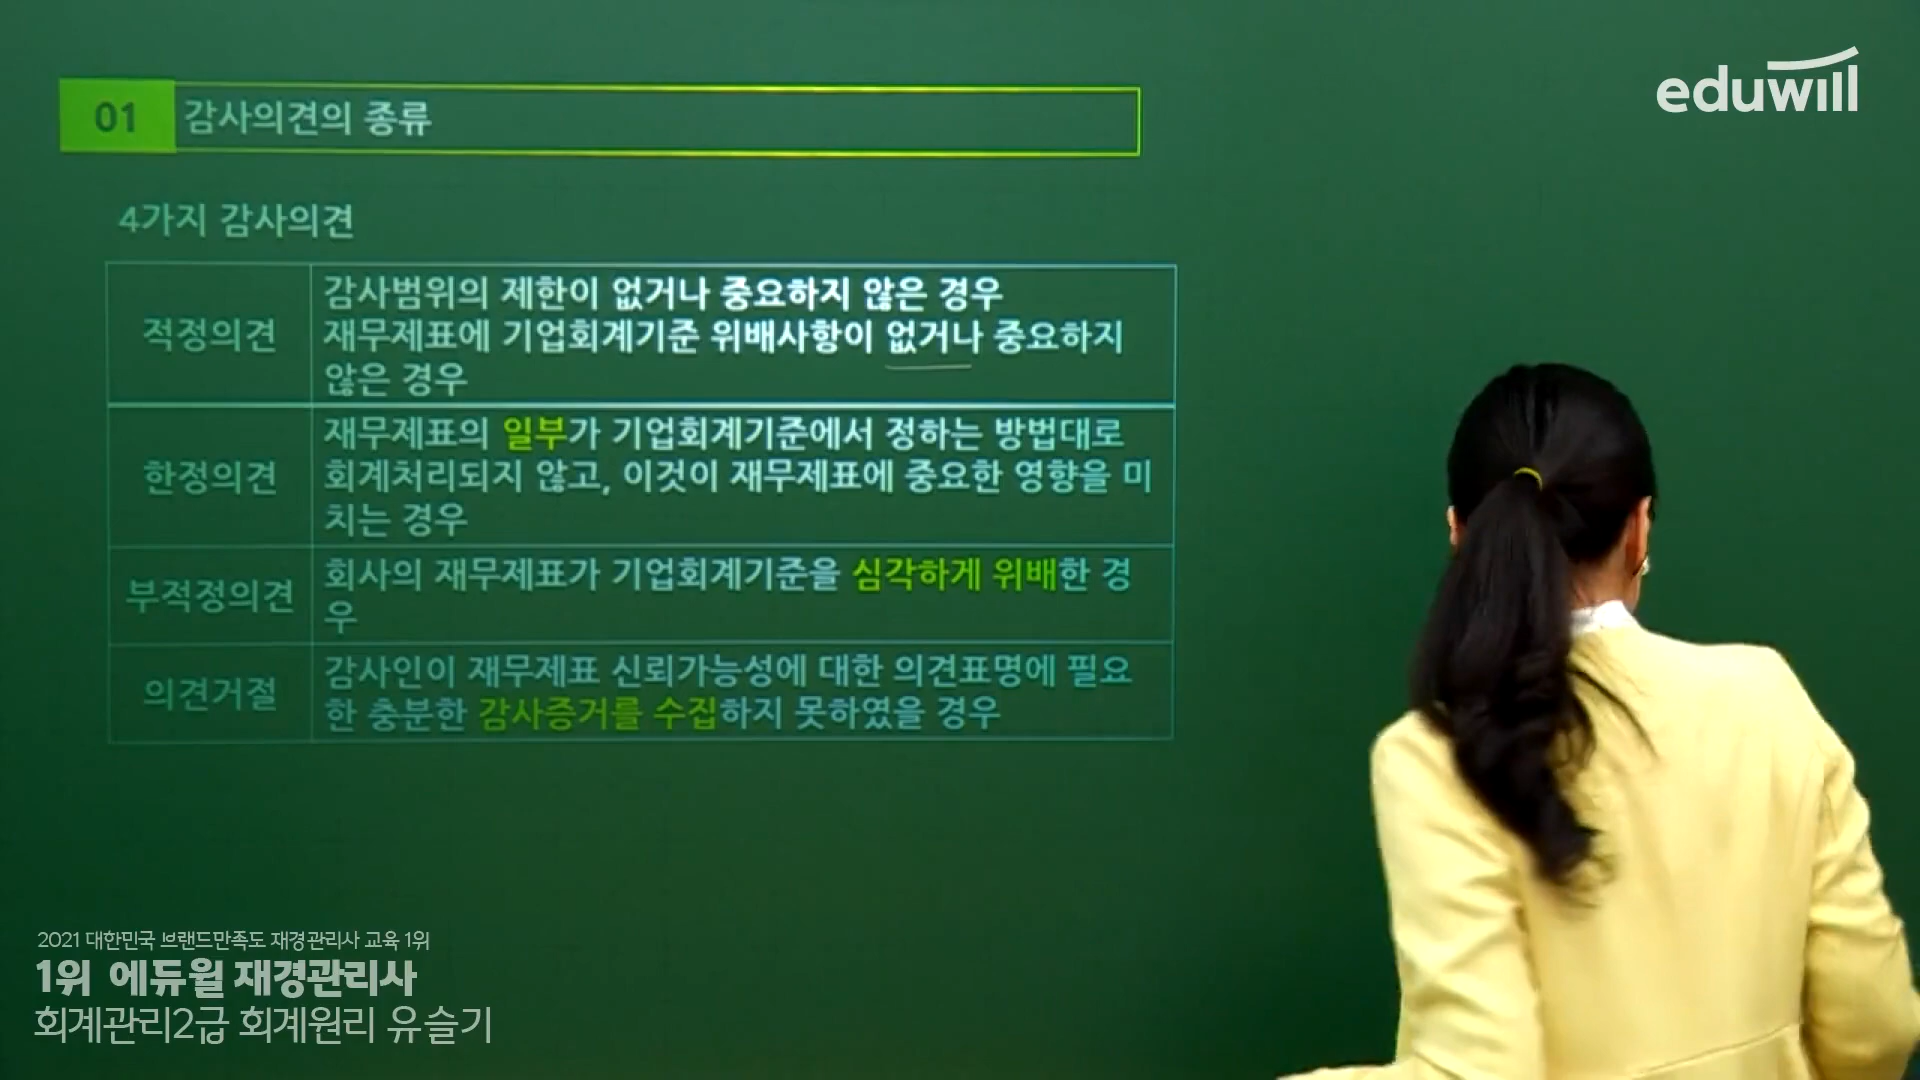 eduwill
01 감사의견의 종류
4가지 감사의견
적정의견
감사범위의 제한이 없거나 중요하지 않은 경우
재무제표에 기업회계기준 위배사항이 없거나 중요하지
않은 경우
한정의견
재무제표의 일부가 기업회계기준에서 정하는 방법대로
회계처리되지 않고, 이것이 재무제표에 중요한 영향을 미
치는 경우
부적정의견
회사의 재무제표가 기업회계기준을 심각하게 위배한 경
우
의견거절
감사인이 재무제표 신뢰가능성에 대한 의견표명에 필요
한 충분한 감사증거를 수집하지 못하였을 경우
2021 대한민국 브랜드만족도 재경관리사 교육 1위
1위 에듀윌 재경관리사
회계관리2급 회계원리 유슬기